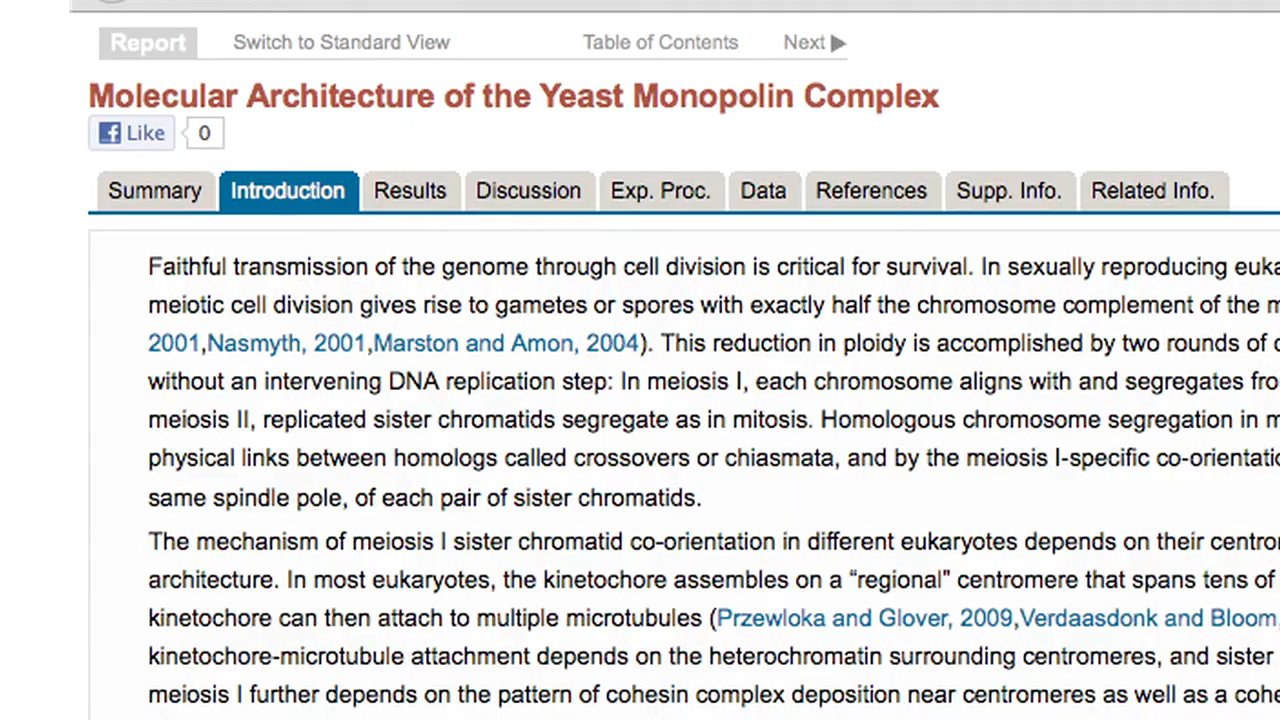 Report Switch to Standard View Table of Contents Next ▶
Molecular Architecture of the Yeast Monopolin Complex
Like 0
Summary Introduction Results Discussion Exp. Proc. Data References Supp. Info. Related Info.
Faithful transmission of the genome through cell division is critical for survival. In sexually reproducing
meiotic cell division gives rise to gametes or spores with exactly half the chromosome complement of the
2001,Nasmyth, 2001,Marston and Amon, 2004). This reduction in ploidy is accomplished by two rounds of
without an intervening DNA replication step: In meiosis I, each chromosome aligns with and segregates
meiosis II, replicated sister chromatids segregate as in mitosis. Homologous chromosome segregation in
physical links between homologs called crossovers or chiasmata, and by the meiosis I-specific
same spindle pole, of each pair of sister chromatids.
The mechanism of meiosis I sister chromatid co-orientation in different eukaryotes depends on their
architecture. In most eukaryotes, the kinetochore assembles on a “regional” centromere that spans tens of
kinetochore can then attach to multiple microtubules (Przewloka and Glover, 2009,Verdaasdonk and Bloom,
kinetochore-microtubule attachment depends on the heterochromatin surrounding centromeres, and sister
meiosis I further depends on the pattern of cohesin complex deposition near centromeres as well as a